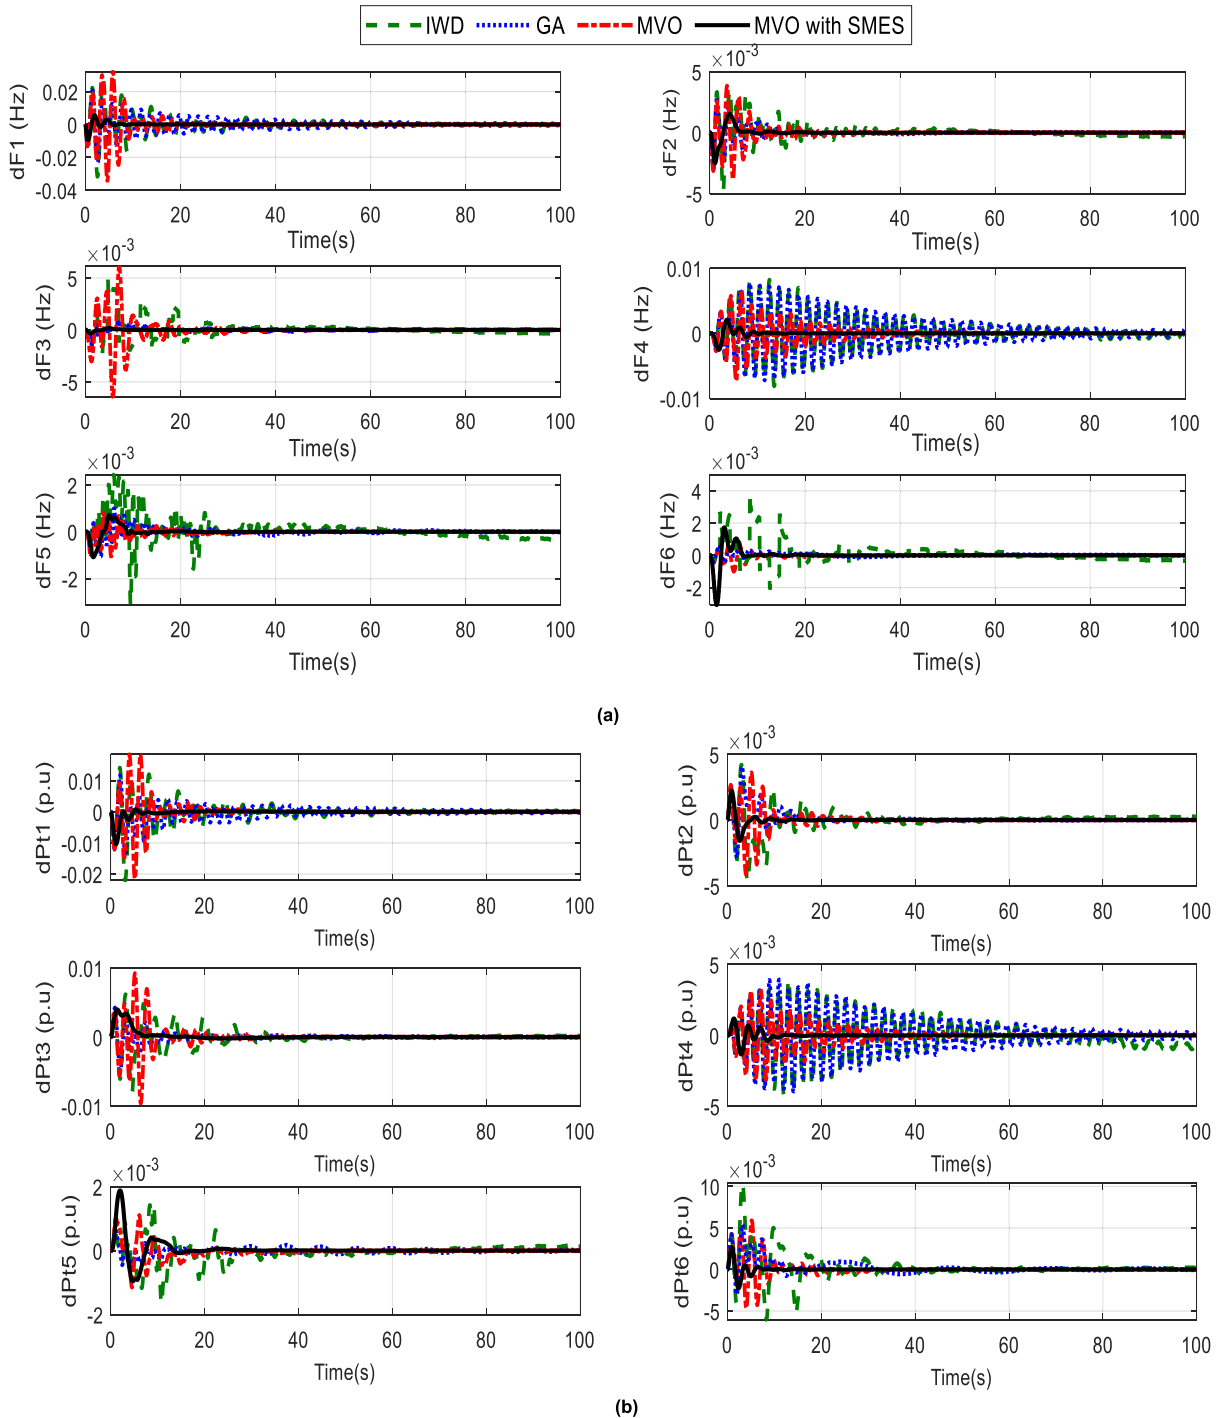 IWD GA MVO MVO with SMES
0.02
0
-0.02
-0.04
dF1 (Hz)
0 20 40 60 80 100
Time(s)
×10-3
5
0
-5
dF2 (Hz)
0 20 40 60 80 100
Time(s)
×10-3
5
0
-5
dF3 (Hz)
0 20 40 60 80 100
Time(s)
0.01
0
-0.01
dF4 (Hz)
0 20 40 60 80 100
Time(s)
×10-3
2
0
-2
dF5 (Hz)
0 20 40 60 80 100
Time(s)
×10-3
4
2
0
-2
dF6 (Hz)
0 20 40 60 80 100
Time(s)
(a)
0.01
0
-0.01
-0.02
dPt1 (p.u)
0 20 40 60 80 100
Time(s)
×10-3
5
0
-5
dPt2 (p.u)
0 20 40 60 80 100
Time(s)
0.01
0
-0.01
dPt3 (p.u)
0 20 40 60 80 100
Time(s)
×10-3
5
0
-5
dPt4 (p.u)
0 20 40 60 80 100
Time(s)
×10-3
2
0
-2
dPt5 (p.u)
0 20 40 60 80 100
Time(s)
×10-3
10
5
0
-5
dPt6 (p.u)
0 20 40 60 80 100
Time(s)
(b)